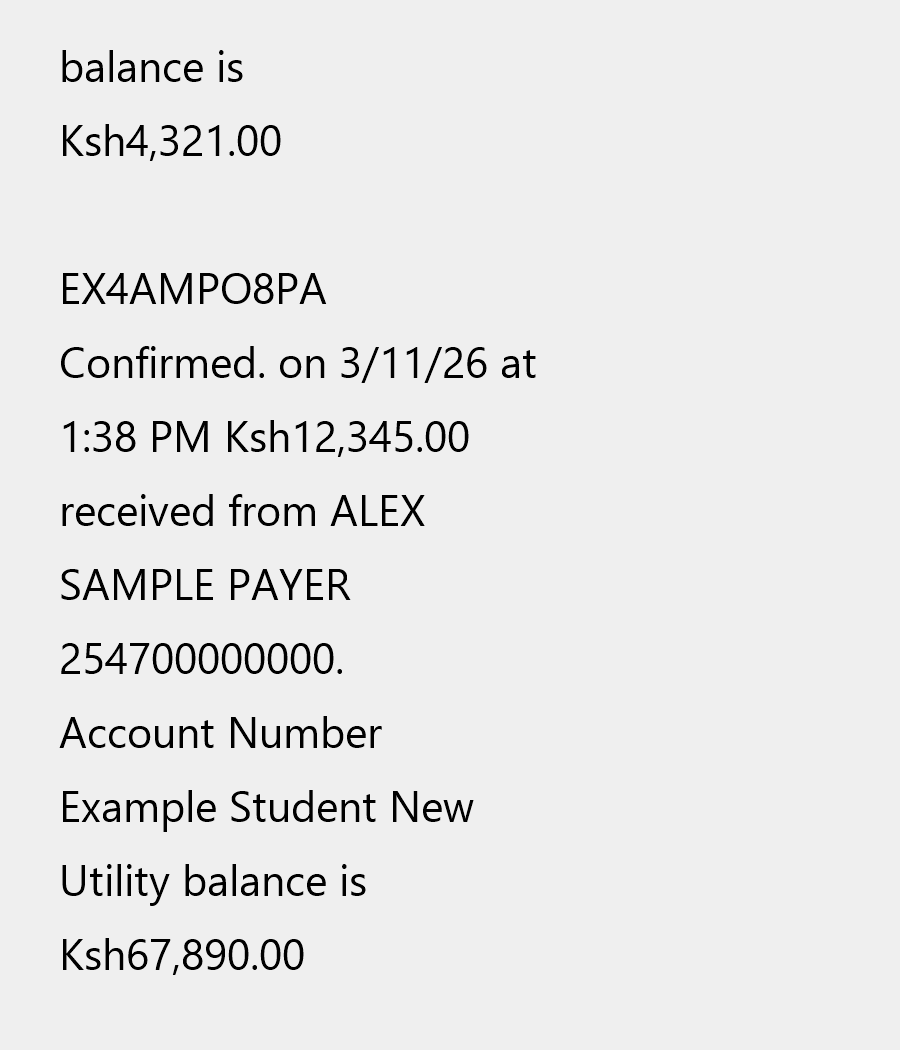 balance is
Ksh4,321.00
EX4AMPO8PA
Confirmed. on 3/11/26 at
1:38 PM Ksh12,345.00
received from ALEX
SAMPLE PAYER
254700000000.
Account Number
Example Student New
Utility balance is
Ksh67,890.00